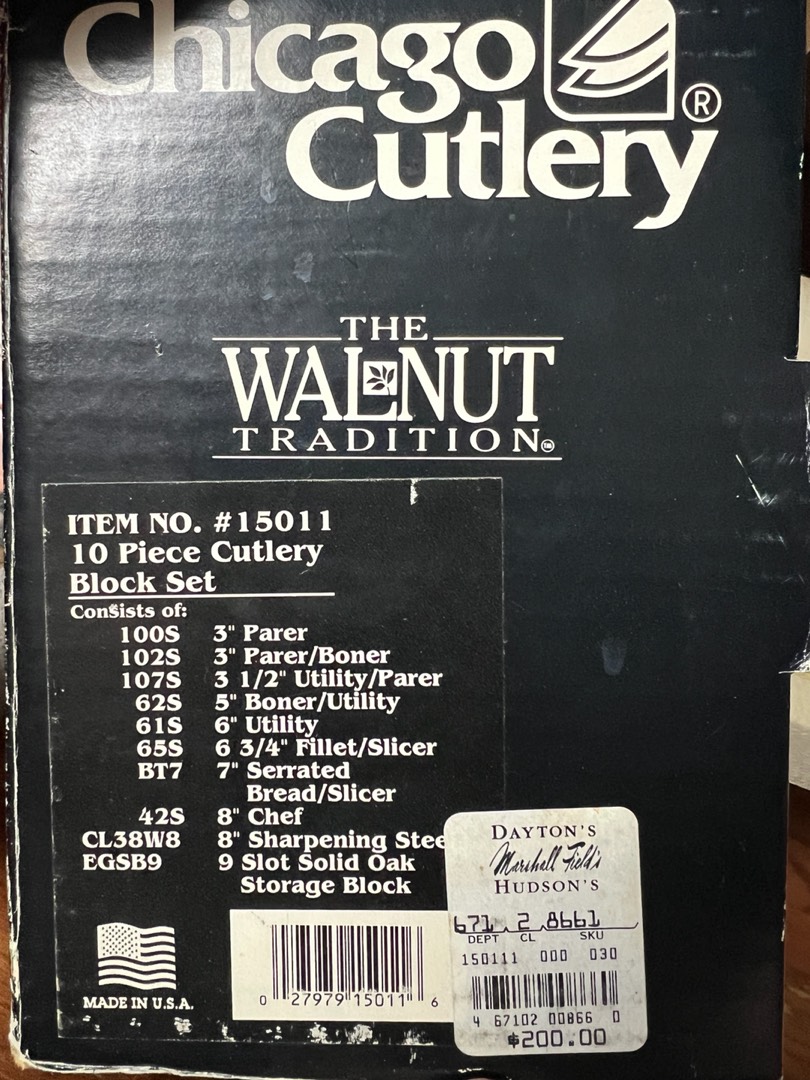 Chicago
Cutlery ®
THE
WALNUT
TRADITION™
ITEM NO. #15011
10 Piece Cutlery
Block Set
Consists of:
100S 3" Parer
102S 3" Parer/Boner
107S 3 1/2" Utility/Parer
62S 5" Boner/Utility
61S 6" Utility
65S 6 3/4" Fillet/Slicer
BT7 7" Serrated
Bread/Slicer
42S 8" Chef
CL38W8 8" Sharpening Stee
EGSB9 9 Slot Solid Oak
Storage Block
MADE IN U.S.A.
0 27979 15011 6
DAYTON'S
Marshall Field's
HUDSON'S
671 2 8661
DEPT CL SKU
150111 000 030
4 67102 00866 0
$200.00